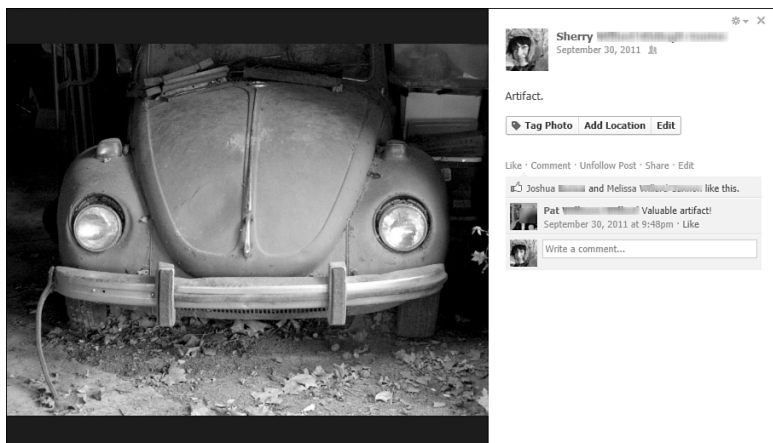 Sherry
September 30, 2011
Artifact.
Tag Photo Add Location Edit
Like · Comment · Unfollow Post · Share · Edit
Joshua and Melissa like this.
Pat Valuable artifact!
September 30, 2011 at 9:48pm · Like
Write a comment...